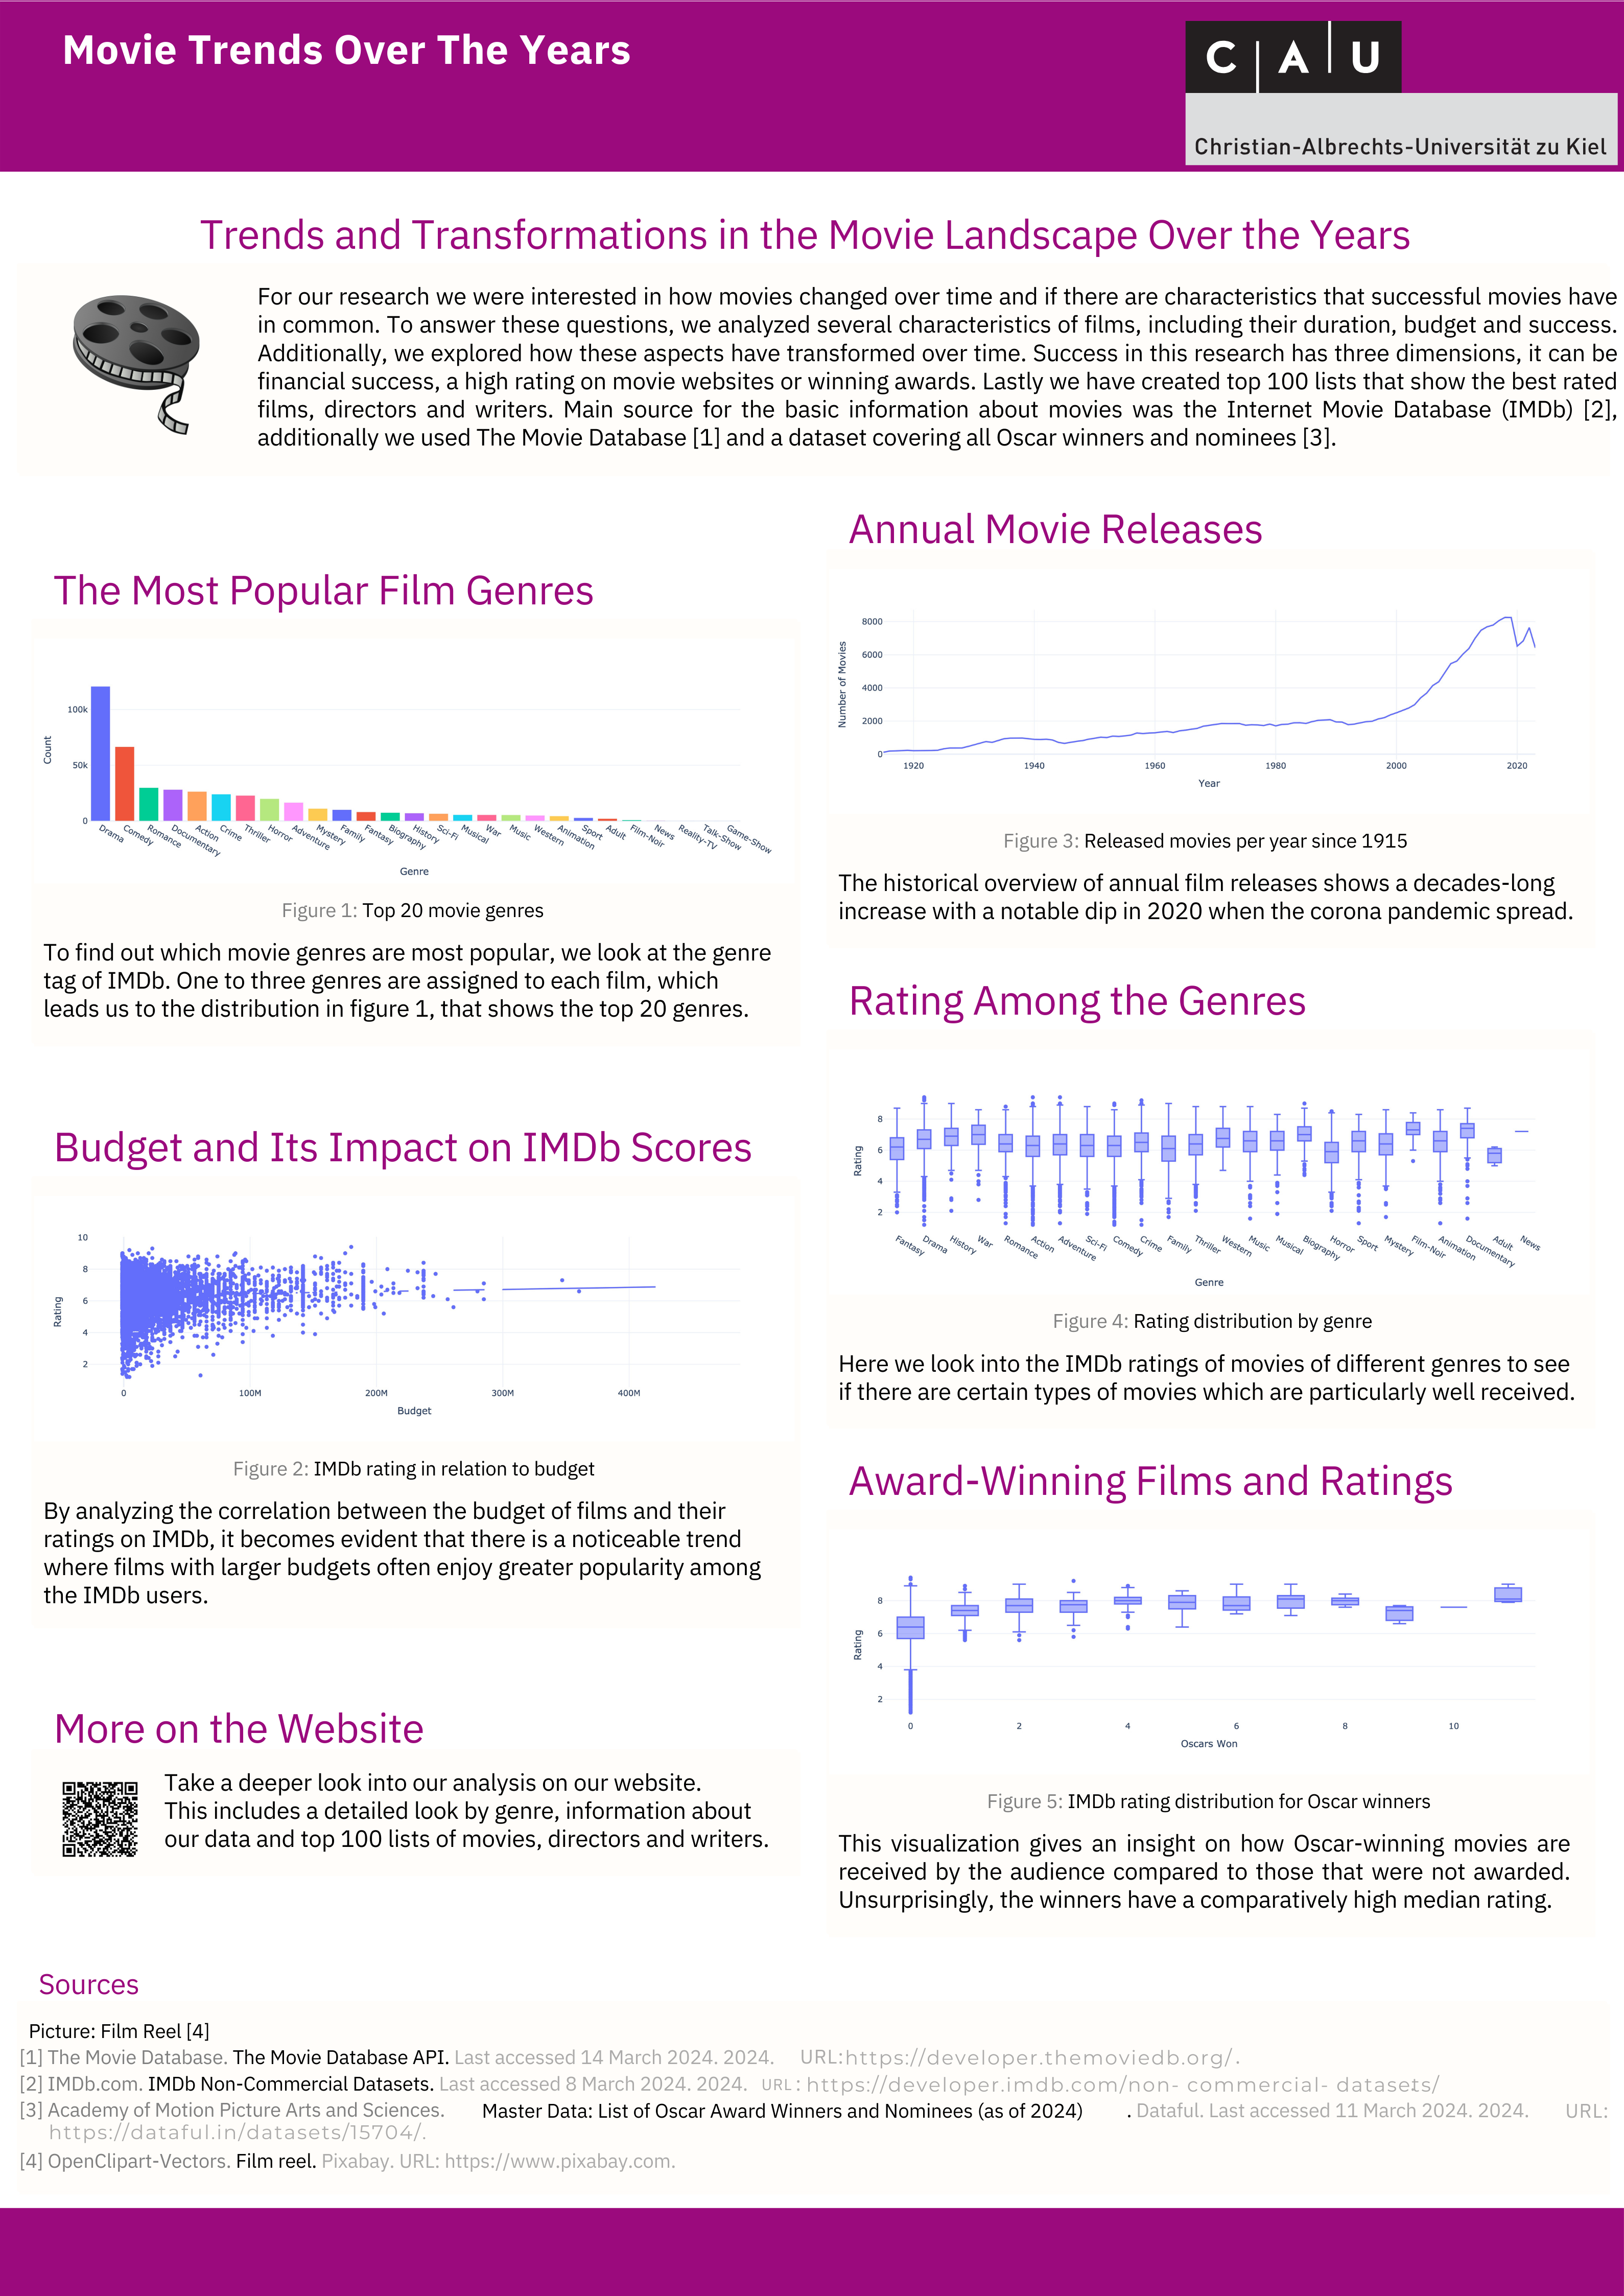 Movie Trends Over The Years
C A U
Christian-Albrechts-Universität zu Kiel
Trends and Transformations in the Movie Landscape Over the Years
For our research we were interested in how movies changed over time and if there are characteristics that successful movies have
in common. To answer these questions, we analyzed several characteristics of films, including their duration, budget and success.
Additionally, we explored how these aspects have transformed over time. Success in this research has three dimensions, it can be
financial success, a high rating on movie websites or winning awards. Lastly we have created top 100 lists that show the best rated
films, directors and writers. Main source for the basic information about movies was the Internet Movie Database (IMDb) [2],
additionally we used The Movie Database [1] and a dataset covering all Oscar winners and nominees [3].
The Most Popular Film Genres
100k
50k
0
Count
Drama Comedy Romance Documentary Action Crime Thriller Horror Adventure Mystery Family Fantasy Biography History Sci-Fi Musical War Music Western Animation Sport Adult Film-Noir News Reality-TV Talk-Show Game-Show
Genre
Figure 1: Top 20 movie genres
To find out which movie genres are most popular, we look at the genre
tag of IMDb. One to three genres are assigned to each film, which
leads us to the distribution in figure 1, that shows the top 20 genres.
Budget and Its Impact on IMDb Scores
10
8
6
4
2
Rating
0 100M 200M 300M 400M
Budget
Figure 2: IMDb rating in relation to budget
By analyzing the correlation between the budget of films and their
ratings on IMDb, it becomes evident that there is a noticeable trend
where films with larger budgets often enjoy greater popularity among
the IMDb users.
More on the Website
Take a deeper look into our analysis on our website.
This includes a detailed look by genre, information about
our data and top 100 lists of movies, directors and writers.
Annual Movie Releases
8000
6000
4000
2000
0
Number of Movies
1920 1940 1960 1980 2000 2020
Year
Figure 3: Released movies per year since 1915
The historical overview of annual film releases shows a decades-long
increase with a notable dip in 2020 when the corona pandemic spread.
Rating Among the Genres
8
6
4
2
Rating
Fantasy Drama History War Romance Action Adventure Sci-Fi Comedy Crime Family Thriller Western Music Musical Biography Horror Sport Mystery Film-Noir Animation Documentary Adult News
Genre
Figure 4: Rating distribution by genre
Here we look into the IMDb ratings of movies of different genres to see
if there are certain types of movies which are particularly well received.
Award-Winning Films and Ratings
8
6
4
2
Rating
0 2 4 6 8 10
Oscars Won
Figure 5: IMDb rating distribution for Oscar winners
This visualization gives an insight on how Oscar-winning movies are
received by the audience compared to those that were not awarded.
Unsurprisingly, the winners have a comparatively high median rating.
Sources
Picture: Film Reel [4]
[1] The Movie Database. The Movie Database API. Last accessed 14 March 2024. 2024. URL:https://developer.themoviedb.org/.
[2] IMDb.com. IMDb Non-Commercial Datasets. Last accessed 8 March 2024. 2024. URL: https://developer.imdb.com/non- commercial- datasets/
[3] Academy of Motion Picture Arts and Sciences. Master Data: List of Oscar Award Winners and Nominees (as of 2024) . Dataful. Last accessed 11 March 2024. 2024. URL:
https://dataful.in/datasets/15704/.
[4] OpenClipart-Vectors. Film reel. Pixabay. URL: https://www.pixabay.com.